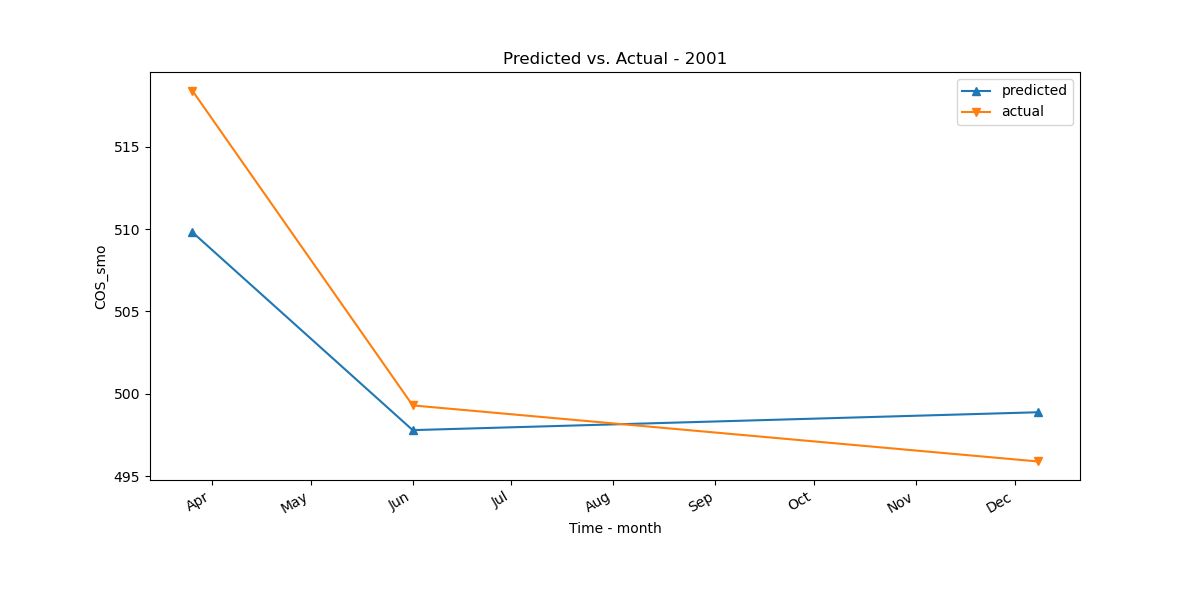 Predicted vs. Actual - 2001
predicted
actual
COS_smo
515
510
505
500
495
Apr
May
Jun
Jul
Aug
Sep
Oct
Nov
Dec
Time - month